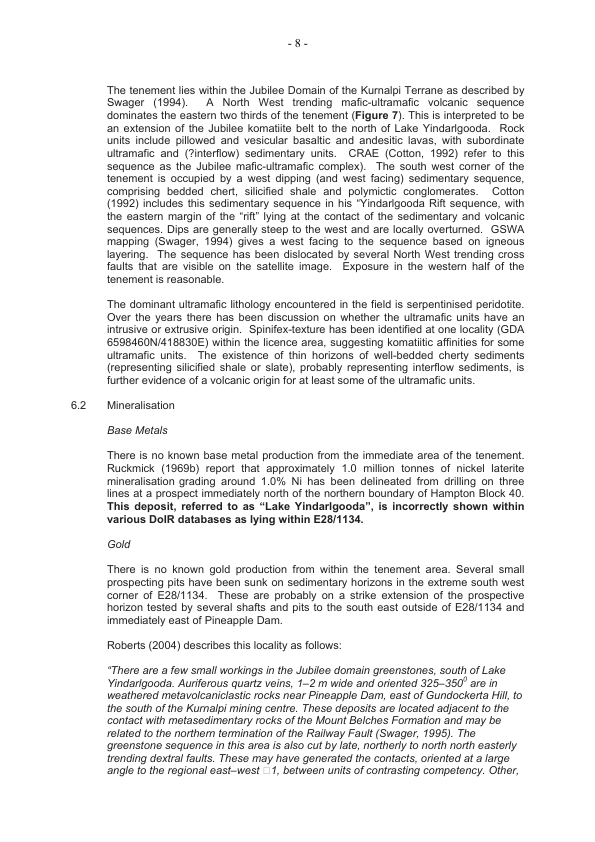 - 8 -
The tenement lies within the Jubilee Domain of the Kurnalpi Terrane as described by
Swager (1994). A North West trending mafic-ultramafic volcanic sequence
dominates the eastern two thirds of the tenement (Figure 7). This is interpreted to be
an extension of the Jubilee komatiite belt to the north of Lake Yindarlgooda. Rock
units include pillowed and vesicular basaltic and andesitic lavas, with subordinate
ultramafic and (?interflow) sedimentary units. CRAE (Cotton, 1992) refer to this
sequence as the Jubilee mafic-ultramafic complex). The south west corner of the
tenement is occupied by a west dipping (and west facing) sedimentary sequence,
comprising bedded chert, silicified shale and polymictic conglomerates. Cotton
(1992) includes this sedimentary sequence in his “Yindarlgooda Rift sequence, with
the eastern margin of the “rift” lying at the contact of the sedimentary and volcanic
sequences. Dips are generally steep to the west and are locally overturned. GSWA
mapping (Swager, 1994) gives a west facing to the sequence based on igneous
layering. The sequence has been dislocated by several North West trending cross
faults that are visible on the satellite image. Exposure in the western half of the
tenement is reasonable.
The dominant ultramafic lithology encountered in the field is serpentinised peridotite.
Over the years there has been discussion on whether the ultramafic units have an
intrusive or extrusive origin. Spinifex-texture has been identified at one locality (GDA
6598460N/418830E) within the licence area, suggesting komatiitic affinities for some
ultramafic units. The existence of thin horizons of well-bedded cherty sediments
(representing silicified shale or slate), probably representing interflow sediments, is
further evidence of a volcanic origin for at least some of the ultramafic units.
6.2 Mineralisation
Base Metals
There is no known base metal production from the immediate area of the tenement.
Ruckmick (1969b) report that approximately 1.0 million tonnes of nickel laterite
mineralisation grading around 1.0% Ni has been delineated from drilling on three
lines at a prospect immediately north of the northern boundary of Hampton Block 40.
This deposit, referred to as “Lake Yindarlgooda”, is incorrectly shown within
various DoIR databases as lying within E28/1134.
Gold
There is no known gold production from within the tenement area. Several small
prospecting pits have been sunk on sedimentary horizons in the extreme south west
corner of E28/1134. These are probably on a strike extension of the prospective
horizon tested by several shafts and pits to the south east outside of E28/1134 and
immediately east of Pineapple Dam.
Roberts (2004) describes this locality as follows:
“There are a few small workings in the Jubilee domain greenstones, south of Lake
Yindarlgooda. Auriferous quartz veins, 1–2 m wide and oriented 325–350⁰ are in
weathered metavolcaniclastic rocks near Pineapple Dam, east of Gundockerta Hill, to
the south of the Kurnalpi mining centre. These deposits are located adjacent to the
contact with metasedimentary rocks of the Mount Belches Formation and may be
related to the northern termination of the Railway Fault (Swager, 1995). The
greenstone sequence in this area is also cut by late, northerly to north north easterly
trending dextral faults. These may have generated the contacts, oriented at a large
angle to the regional east–west □1, between units of contrasting competency. Other,